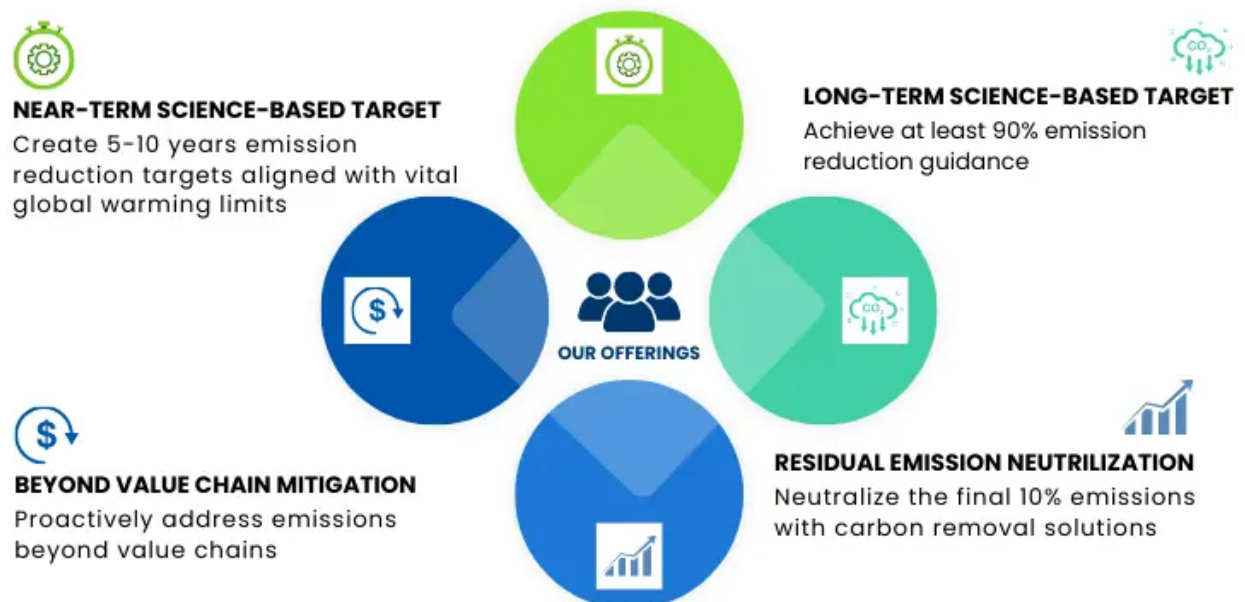 NEAR-TERM SCIENCE-BASED TARGET
Create 5-10 years emission
reduction targets aligned with vital
global warming limits
LONG-TERM SCIENCE-BASED TARGET
Achieve at least 90% emission
reduction guidance
CO₂
CO₂
$
OUR OFFERINGS
$
BEYOND VALUE CHAIN MITIGATION
Proactively address emissions
beyond value chains
RESIDUAL EMISSION NEUTRILIZATION
Neutralize the final 10% emissions
with carbon removal solutions